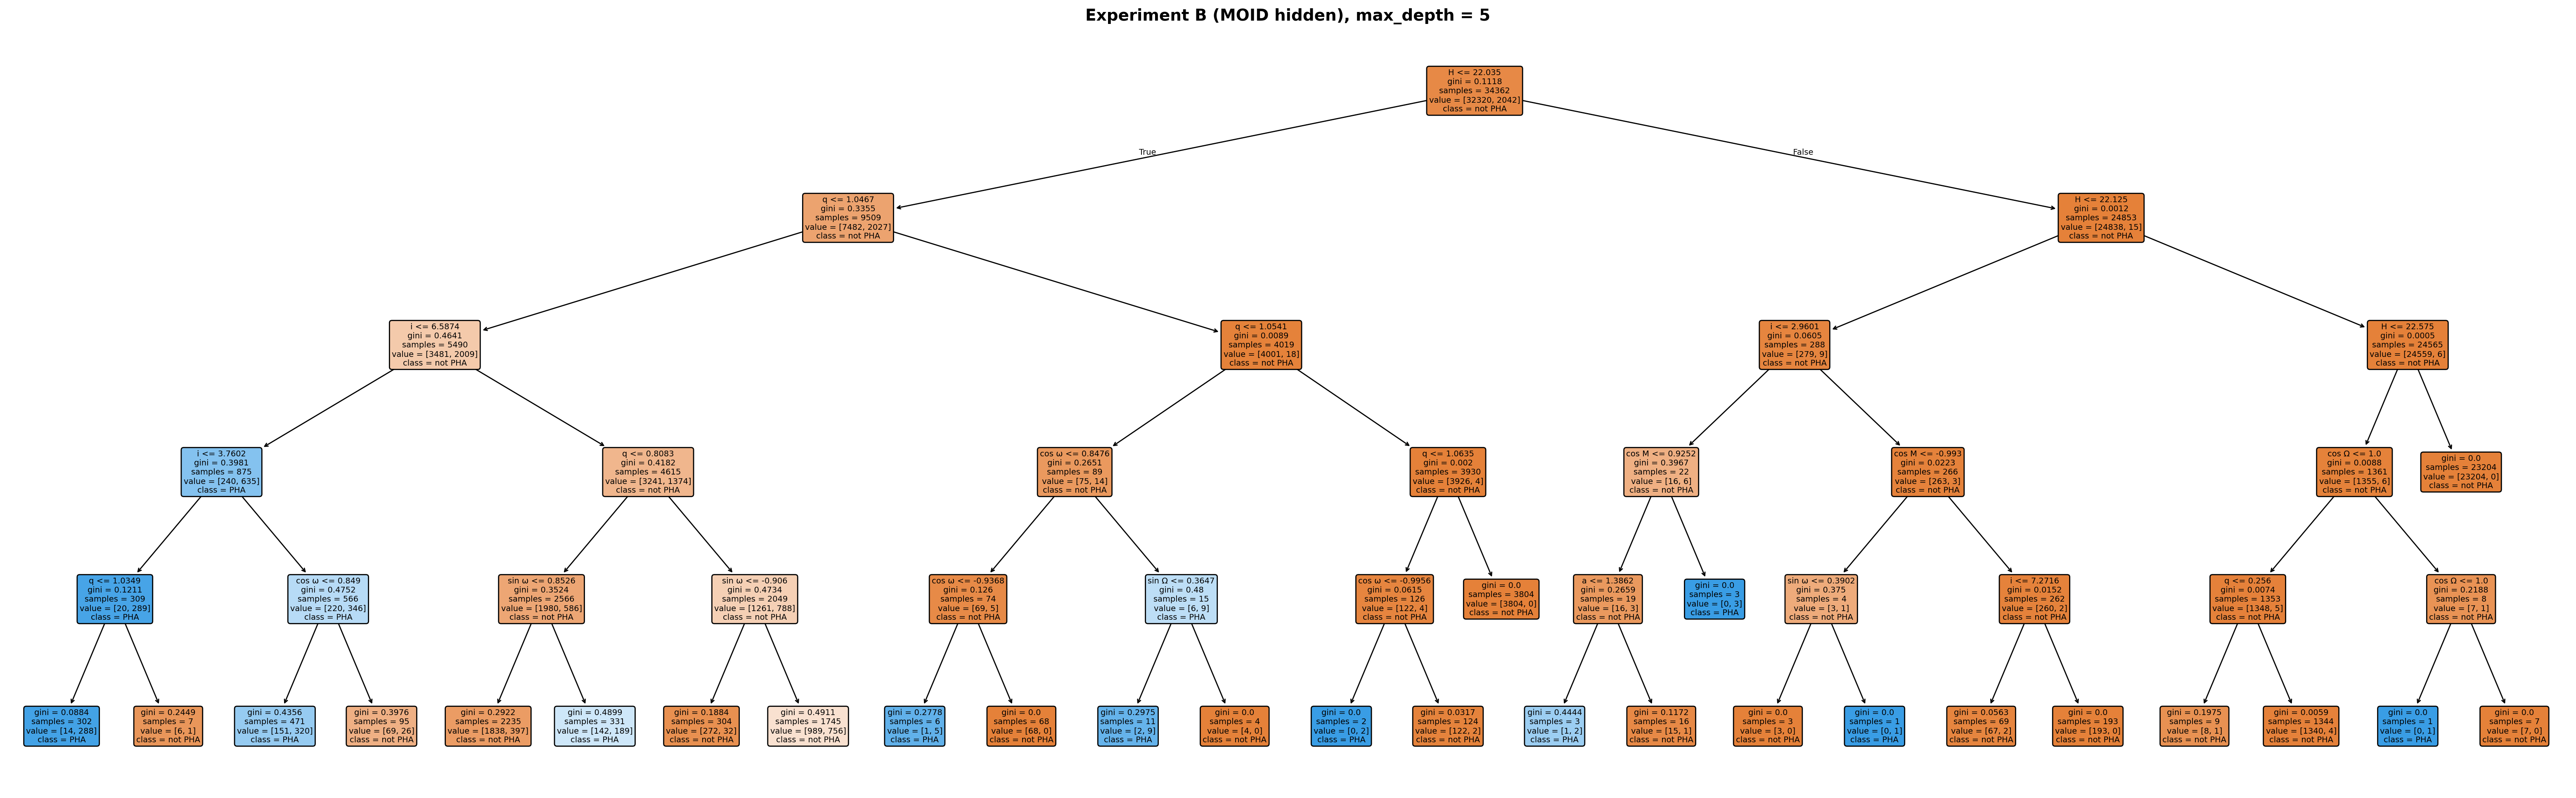 Experiment B (MOID hidden), max_depth = 5
H <= 22.035
gini = 0.1118
samples = 34362
value = [32320, 2042]
class = not PHA
True
False
q <= 1.0467
gini = 0.3355
samples = 9509
value = [7482, 2027]
class = not PHA
H <= 22.125
gini = 0.0012
samples = 24853
value = [24838, 15]
class = not PHA
i <= 6.5874
gini = 0.4641
samples = 5490
value = [3481, 2009]
class = not PHA
q <= 1.0541
gini = 0.0089
samples = 4019
value = [4001, 18]
class = not PHA
i <= 2.9601
gini = 0.0605
samples = 288
value = [279, 9]
class = not PHA
H <= 22.575
gini = 0.0005
samples = 24565
value = [24559, 6]
class = not PHA
i <= 3.7602
gini = 0.3981
samples = 875
value = [240, 635]
class = PHA
q <= 0.8083
gini = 0.4182
samples = 4615
value = [3241, 1374]
class = not PHA
cos ω <= 0.8476
gini = 0.2651
samples = 89
value = [75, 14]
class = not PHA
q <= 1.0635
gini = 0.002
samples = 3930
value = [3926, 4]
class = not PHA
cos M <= 0.9252
gini = 0.3967
samples = 22
value = [16, 6]
class = not PHA
cos M <= -0.993
gini = 0.0223
samples = 266
value = [263, 3]
class = not PHA
cos Ω <= 1.0
gini = 0.0088
samples = 1361
value = [1355, 6]
class = not PHA
gini = 0.0
samples = 23204
value = [23204, 0]
class = not PHA
q <= 1.0349
gini = 0.1211
samples = 309
value = [20, 289]
class = PHA
cos ω <= 0.849
gini = 0.4752
samples = 566
value = [220, 346]
class = PHA
sin ω <= 0.8526
gini = 0.3524
samples = 2566
value = [1980, 586]
class = not PHA
sin ω <= -0.906
gini = 0.4734
samples = 2049
value = [1261, 788]
class = not PHA
cos ω <= -0.9368
gini = 0.126
samples = 74
value = [69, 5]
class = not PHA
sin Ω <= 0.3647
gini = 0.48
samples = 15
value = [6, 9]
class = PHA
cos ω <= -0.9956
gini = 0.0615
samples = 126
value = [122, 4]
class = not PHA
gini = 0.0
samples = 3804
value = [3804, 0]
class = not PHA
a <= 1.3862
gini = 0.2659
samples = 19
value = [16, 3]
class = not PHA
gini = 0.0
samples = 3
value = [0, 3]
class = PHA
sin ω <= 0.3902
gini = 0.375
samples = 4
value = [3, 1]
class = not PHA
i <= 7.2716
gini = 0.0152
samples = 262
value = [260, 2]
class = not PHA
q <= 0.256
gini = 0.0074
samples = 1353
value = [1348, 5]
class = not PHA
cos Ω <= 1.0
gini = 0.2188
samples = 8
value = [7, 1]
class = not PHA
gini = 0.0884
samples = 302
value = [14, 288]
class = PHA
gini = 0.2449
samples = 7
value = [6, 1]
class = not PHA
gini = 0.4356
samples = 471
value = [151, 320]
class = PHA
gini = 0.3976
samples = 95
value = [69, 26]
class = not PHA
gini = 0.2922
samples = 2235
value = [1838, 397]
class = not PHA
gini = 0.4899
samples = 331
value = [142, 189]
class = PHA
gini = 0.1884
samples = 304
value = [272, 32]
class = not PHA
gini = 0.4911
samples = 1745
value = [989, 756]
class = not PHA
gini = 0.2778
samples = 6
value = [1, 5]
class = PHA
gini = 0.0
samples = 68
value = [68, 0]
class = not PHA
gini = 0.2975
samples = 11
value = [2, 9]
class = PHA
gini = 0.0
samples = 4
value = [4, 0]
class = not PHA
gini = 0.0
samples = 2
value = [0, 2]
class = PHA
gini = 0.0317
samples = 124
value = [122, 2]
class = not PHA
gini = 0.4444
samples = 3
value = [1, 2]
class = PHA
gini = 0.1172
samples = 16
value = [15, 1]
class = not PHA
gini = 0.0
samples = 3
value = [3, 0]
class = not PHA
gini = 0.0
samples = 1
value = [0, 1]
class = PHA
gini = 0.0563
samples = 69
value = [67, 2]
class = not PHA
gini = 0.0
samples = 193
value = [193, 0]
class = not PHA
gini = 0.1975
samples = 9
value = [8, 1]
class = not PHA
gini = 0.0059
samples = 1344
value = [1340, 4]
class = not PHA
gini = 0.0
samples = 1
value = [0, 1]
class = PHA
gini = 0.0
samples = 7
value = [7, 0]
class = not PHA